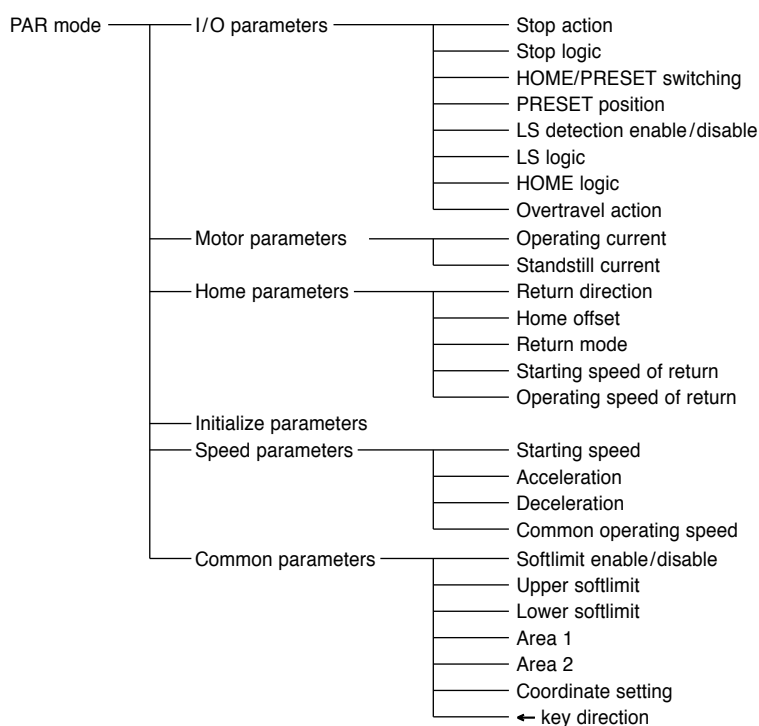 PAR mode I/O parameters Stop action
Stop logic
HOME/PRESET switching
PRESET position
LS detection enable/disable
LS logic
HOME logic
Overtravel action
Motor parameters Operating current
Standstill current
Home parameters Return direction
Home offset
Return mode
Starting speed of return
Operating speed of return
Initialize parameters
Speed parameters Starting speed
Acceleration
Deceleration
Common operating speed
Common parameters Softlimit enable/disable
Upper softlimit
Lower softlimit
Area 1
Area 2
Coordinate setting
← key direction